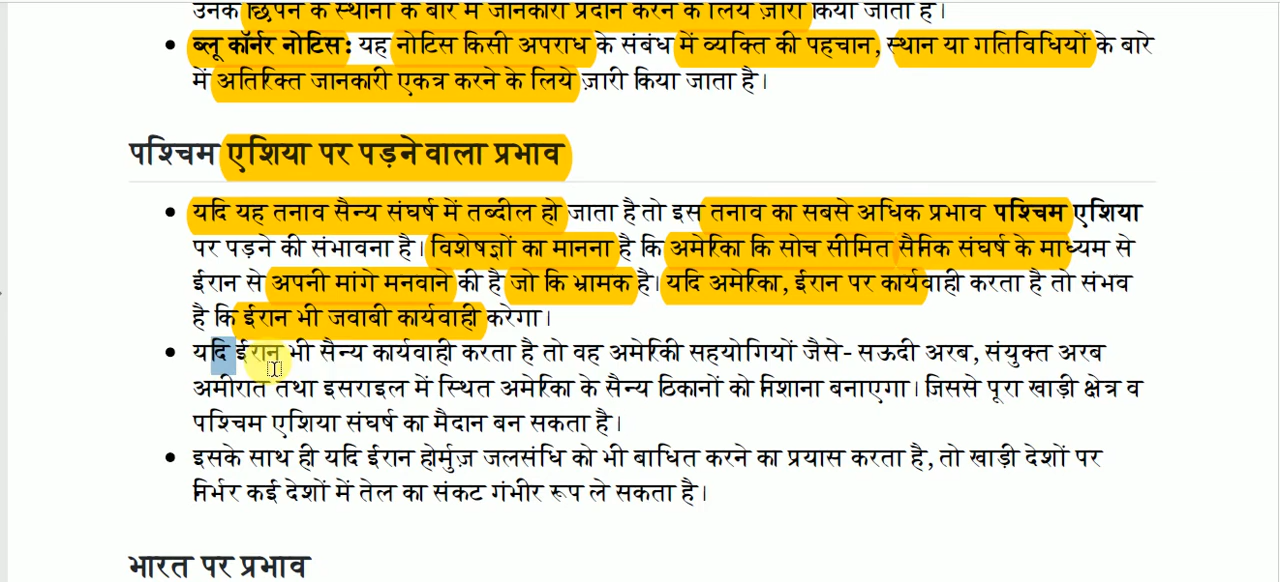 उनके छिपने के स्थानों के बारे में जानकारी प्रदान करने के लिये ज़ारी किया जाता है।
• ब्लू कॉर्नर नोटिस: यह नोटिस किसी अपराध के संबंध में व्यक्ति की पहचान, स्थान या गतिविधियों के बारे
में अतिरिक्त जानकारी एकत्र करने के लिये ज़ारी किया जाता है।
पश्चिम एशिया पर पड़ने वाला प्रभाव
• यदि यह तनाव सैन्य संघर्ष में तब्दील हो जाता है तो इस तनाव का सबसे अधिक प्रभाव पश्चिम एशिया
पर पड़ने की संभावना है। विशेषज्ञों का मानना है कि अमेरिका कि सोच सीमित सैनिक संघर्ष के माध्यम से
ईरान से अपनी मांगे मनवाने की है जो कि भ्रामक है। यदि अमेरिका, ईरान पर कार्यवाही करता है तो संभव
है कि ईरान भी जवाबी कार्यवाही करेगा।
• यदि ईरान भी सैन्य कार्यवाही करता है तो वह अमेरिकी सहयोगियों जैसे- सऊदी अरब, संयुक्त अरब
अमीरात तथा इसराइल में स्थित अमेरिका के सैन्य ठिकानों को निशाना बनाएगा। जिससे पूरा खाड़ी क्षेत्र व
पश्चिम एशिया संघर्ष का मैदान बन सकता है।
• इसके साथ ही यदि ईरान होर्मुज़ जलसंधि को भी बाधित करने का प्रयास करता है, तो खाड़ी देशों पर
निर्भर कई देशों में तेल का संकट गंभीर रूप ले सकता है।
भारत पर प्रभाव